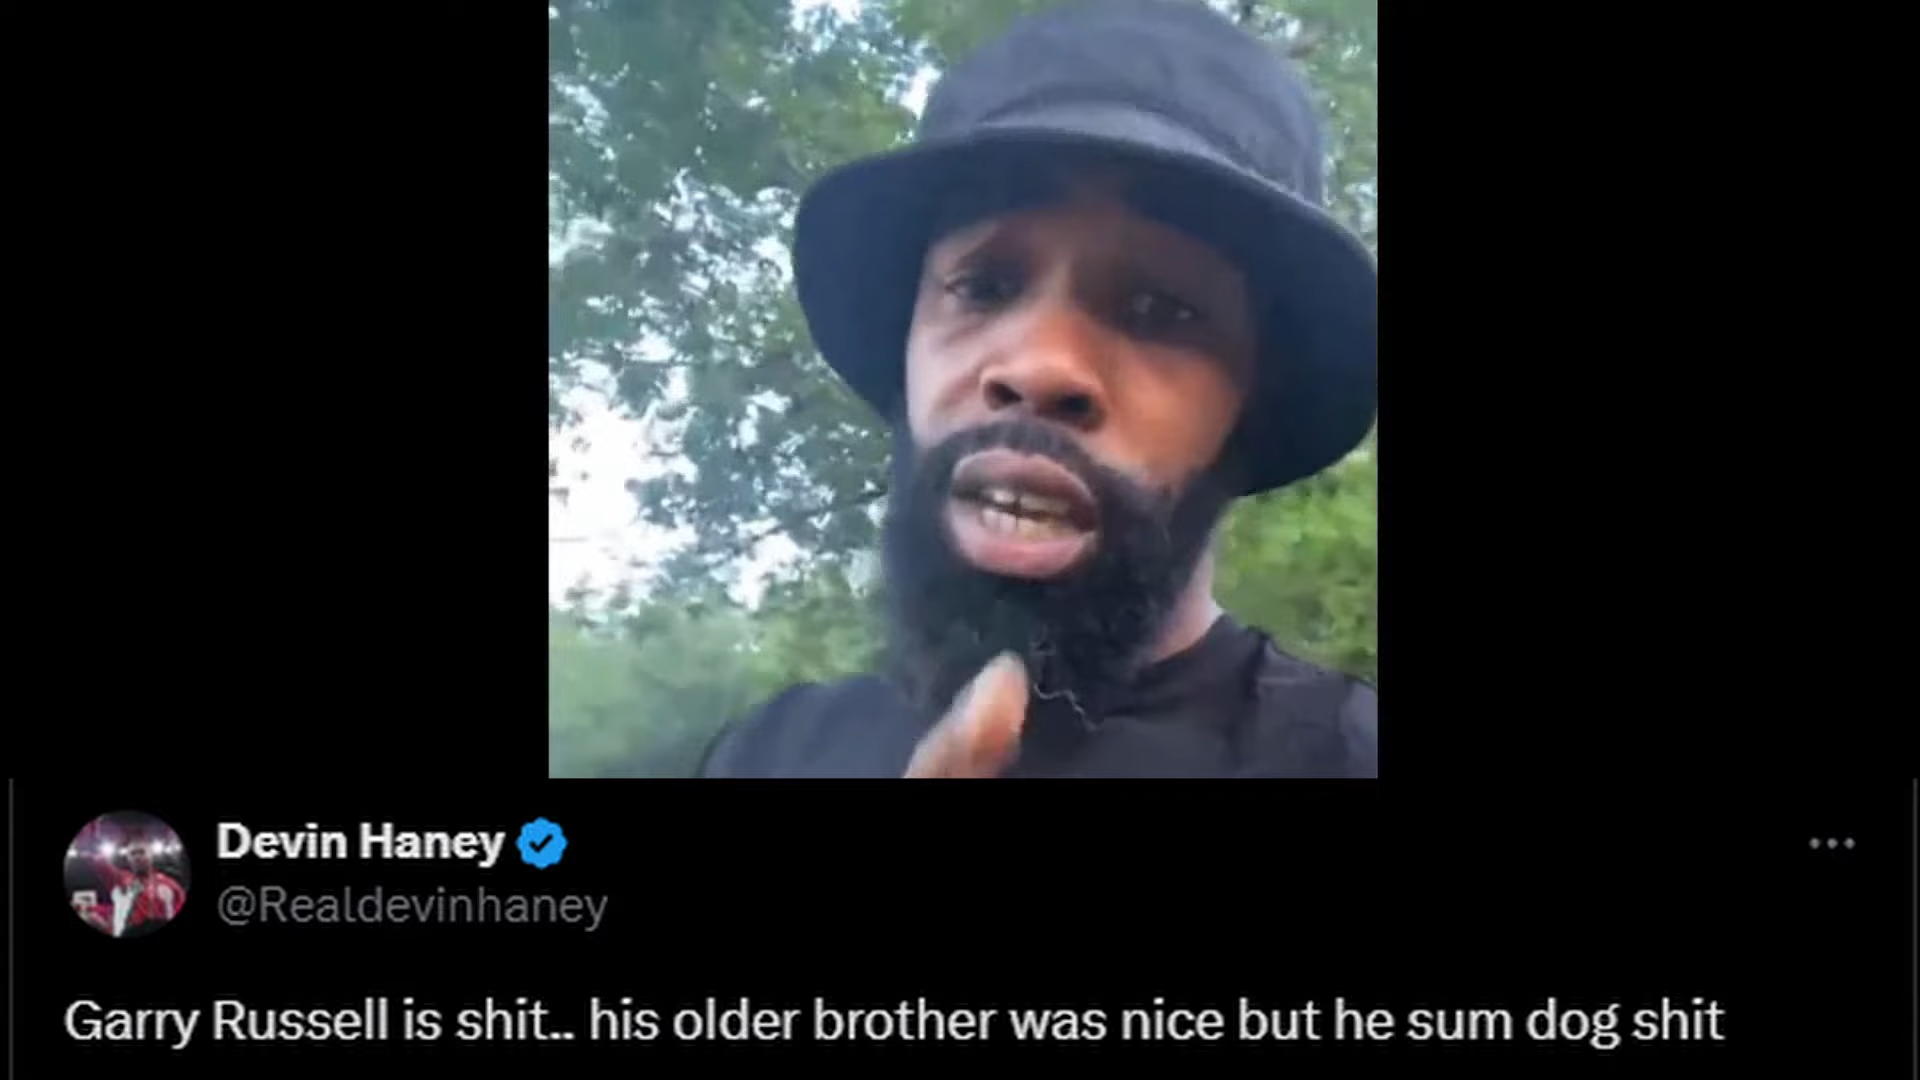 Devin Haney
@Realdevinhaney
Garry Russell is shit.. his older brother was nice but he sum dog shit